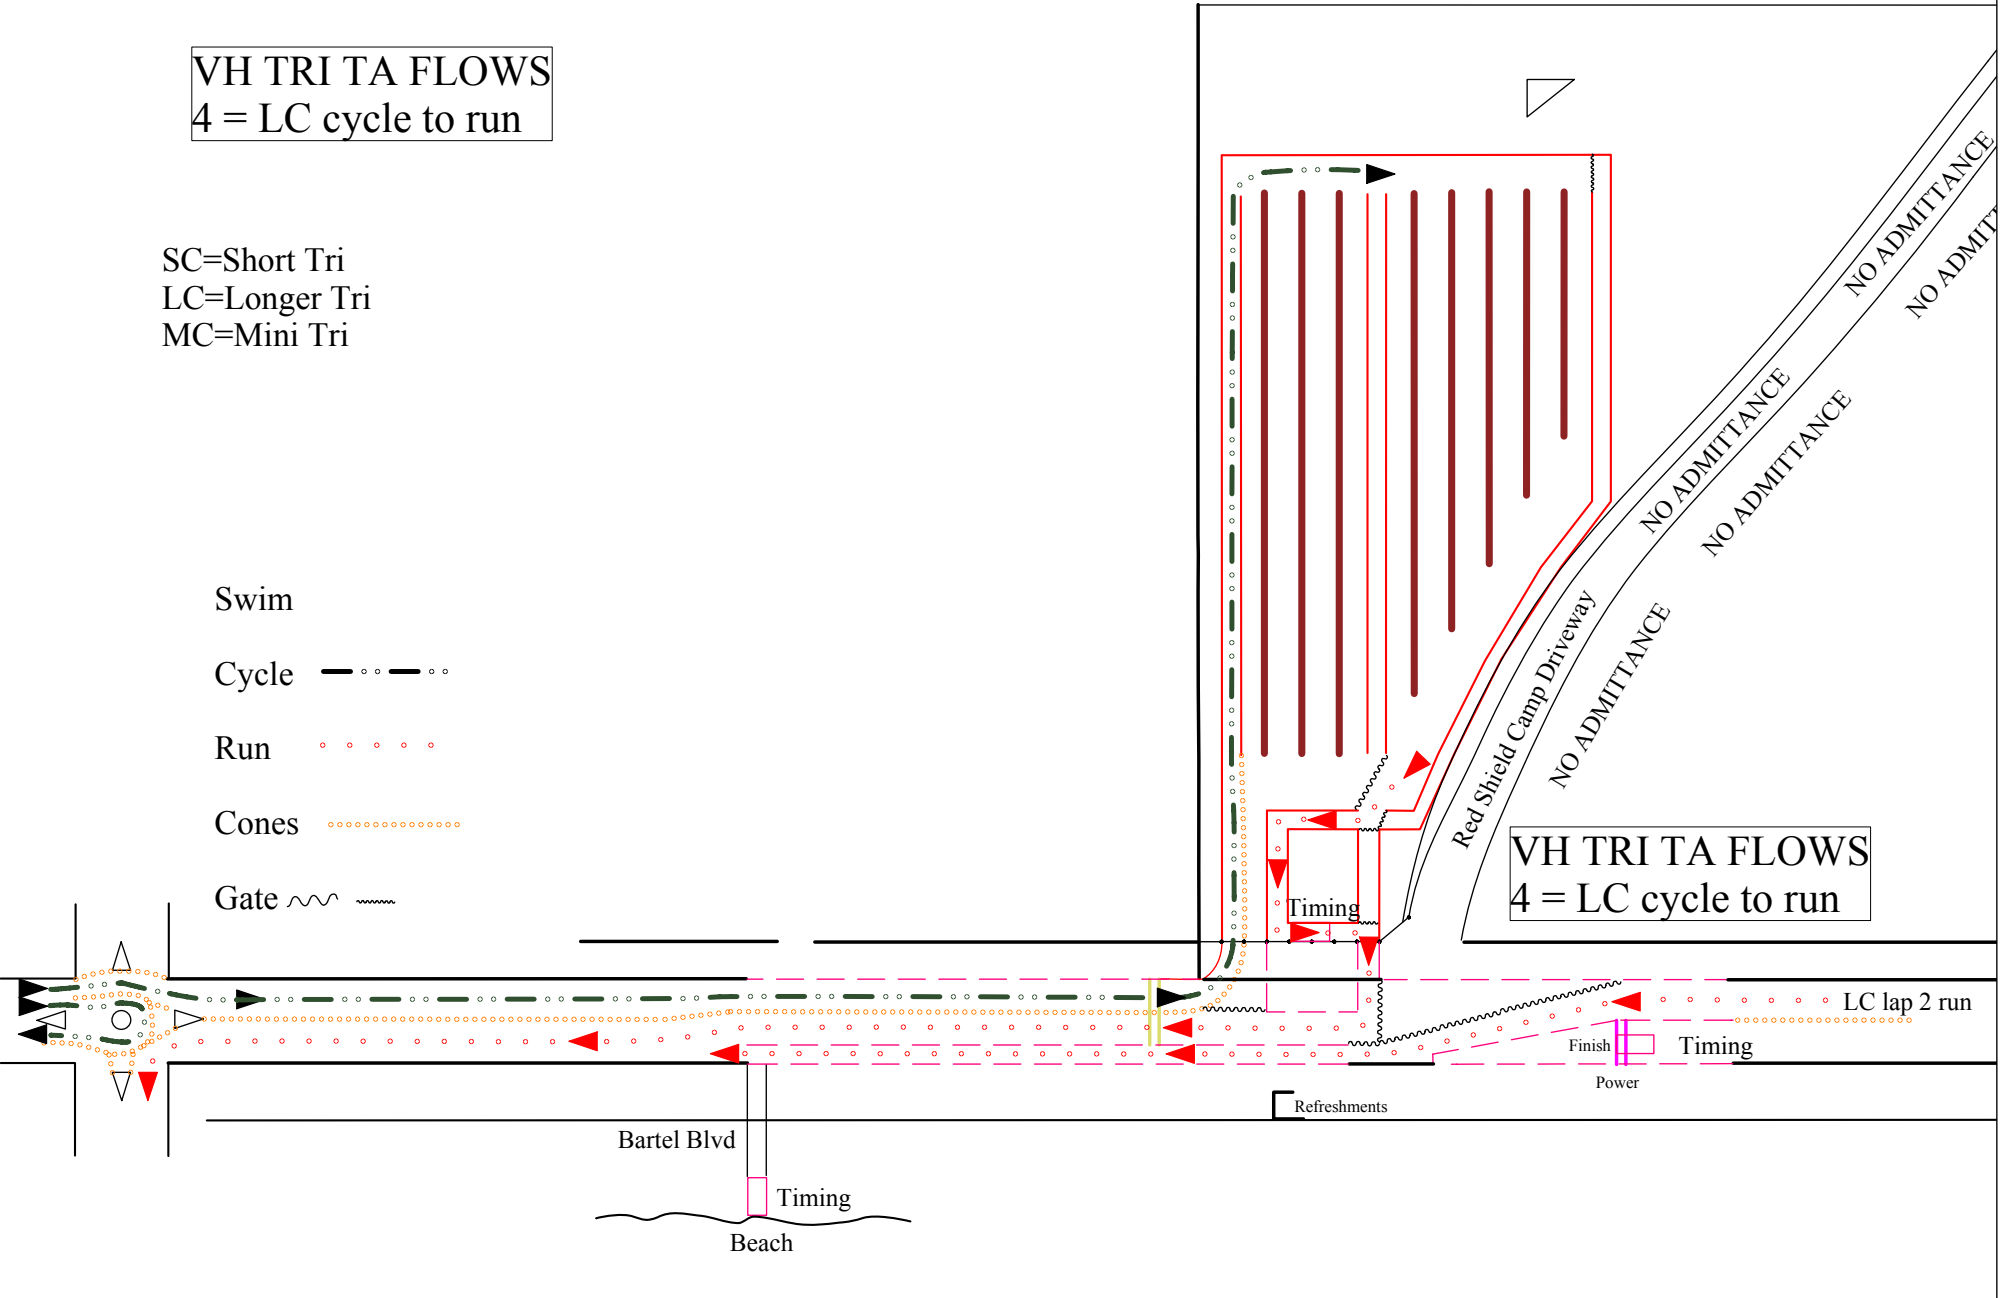 VH TRI TA FLOWS
4 = LC cycle to run
SC=Short Tri
LC=Longer Tri
MC=Mini Tri
Swim
Cycle
Run
Cones
Gate
NO ADMITTANCE
NO ADMITT
NO ADMITTANCE
NO ADMITTANCE
NO ADMITTANCE
Red Shield Camp Driveway
VH TRI TA FLOWS
4 = LC cycle to run
Timing
LC lap 2 run
Finish
Timing
Power
Refreshments
Bartel Blvd
Timing
Beach